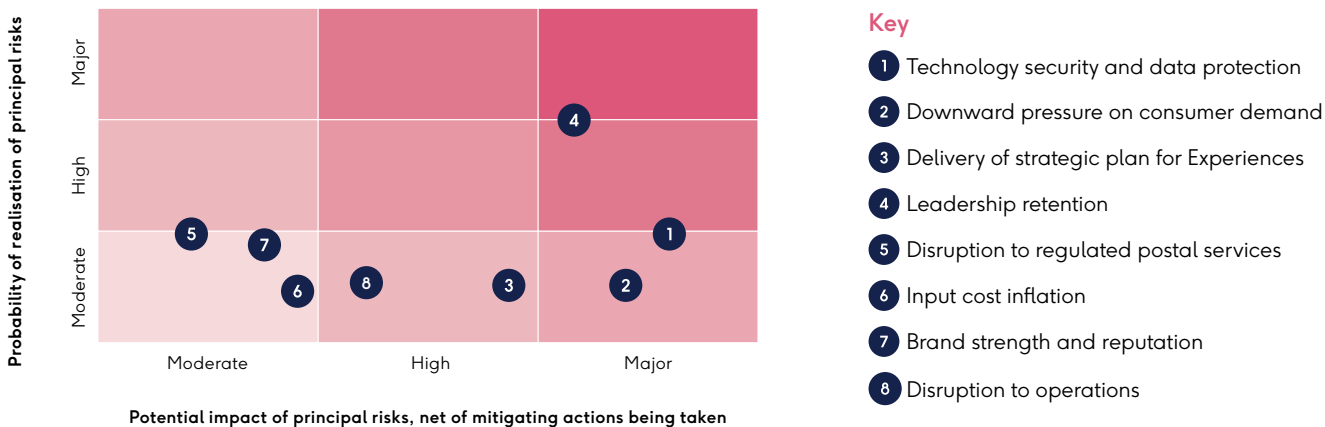 Probability of realisation of principal risks
Major
High
Moderate
4
5
7
1
6
8
3
2
Moderate
High
Major
Potential impact of principal risks, net of mitigating actions being taken
Key
1 Technology security and data protection
2 Downward pressure on consumer demand
3 Delivery of strategic plan for Experiences
4 Leadership retention
5 Disruption to regulated postal services
6 Input cost inflation
7 Brand strength and reputation
8 Disruption to operations